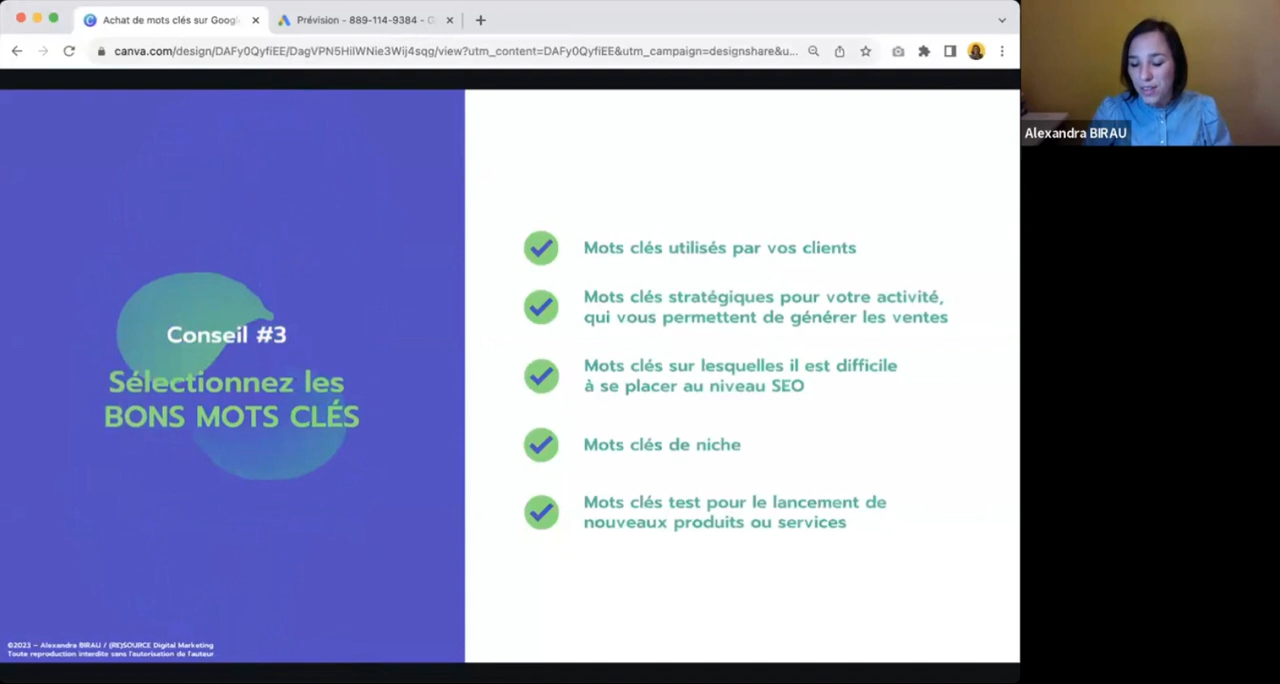 Achat de mots clés sur Googl
Prévision - 889-114-9384 - G
canva.com/design/DAFy0QyfiEE/DagVPN5HilWNie3Wij4sqg/view?utm_content=DAFy0QyfiEE&utm_campaign=designshare&u...
Alexandra BIRAU
Conseil #3
Sélectionnez les
BONS MOTS CLÉS
Mots clés utilisés par vos clients
Mots clés stratégiques pour votre activité,
qui vous permettent de générer les ventes
Mots clés sur lesquelles il est difficile
à se placer au niveau SEO
Mots clés de niche
Mots clés test pour le lancement de
nouveaux produits ou services
©2023 – Alexandra BIRAU / (RE)SOURCE Digital Marketing
Toute reproduction interdite sans l'autorisation de l'auteur